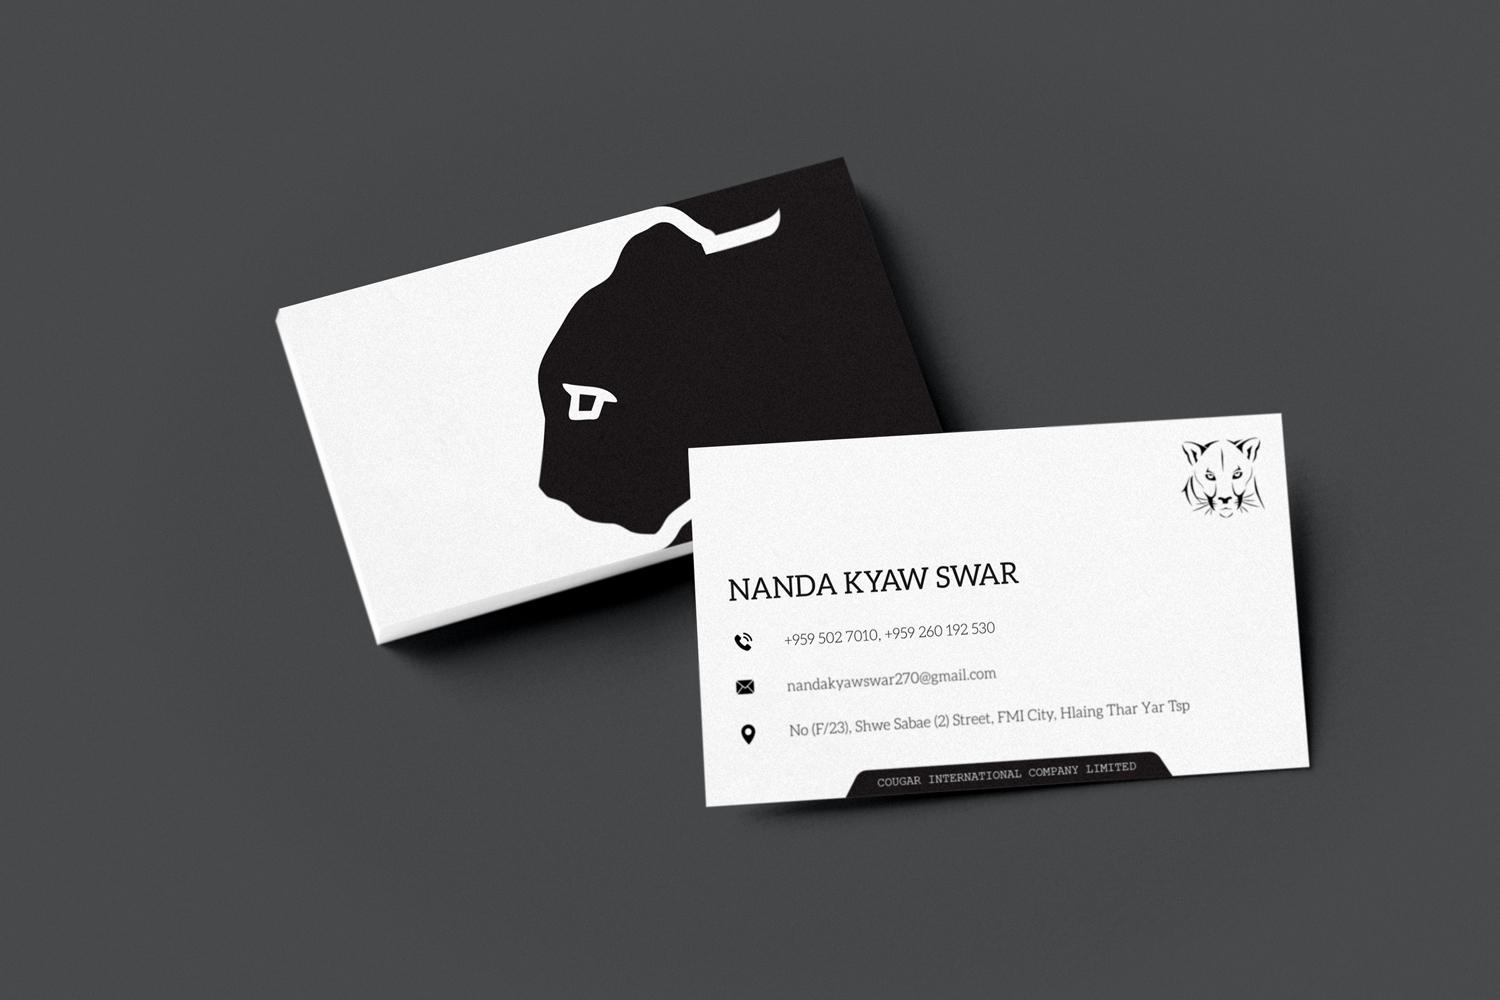 NANDA KYAW SWAR
+959 502 7010, +959 260 192 530
nandakyawswar270@gmail.com
No (F/23), Shwe Sabae (2) Street, FMI City, Hlaing Thar Yar Tsp
COUGAR INTERNATIONAL COMPANY LIMITED